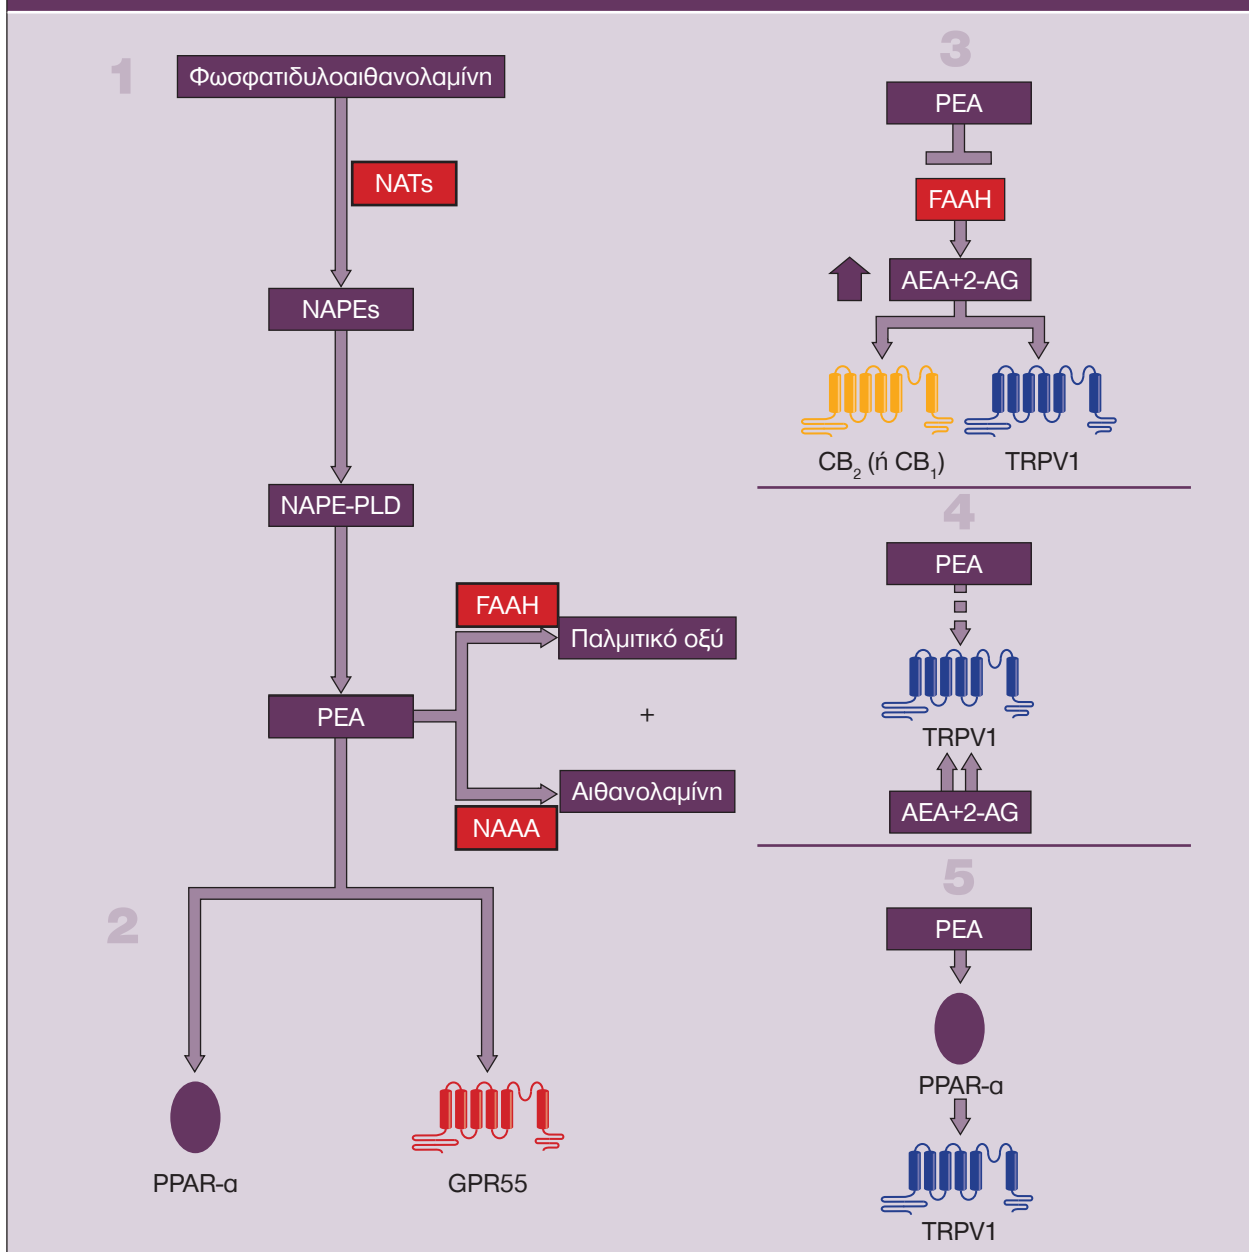 1
Φωσφατιδυλοαιθανολαμίνη
NATs
NAPEs
NAPE-PLD
FAAH
Παλμιτικό οξύ
PEA
+
Αιθανολαμίνη
NAAA
2
PPAR-α
GPR55
3
PEA
FAAH
AEA+2-AG
CB₂ (ή CB₁)
TRPV1
4
PEA
TRPV1
AEA+2-AG
5
PEA
PPAR-α
TRPV1